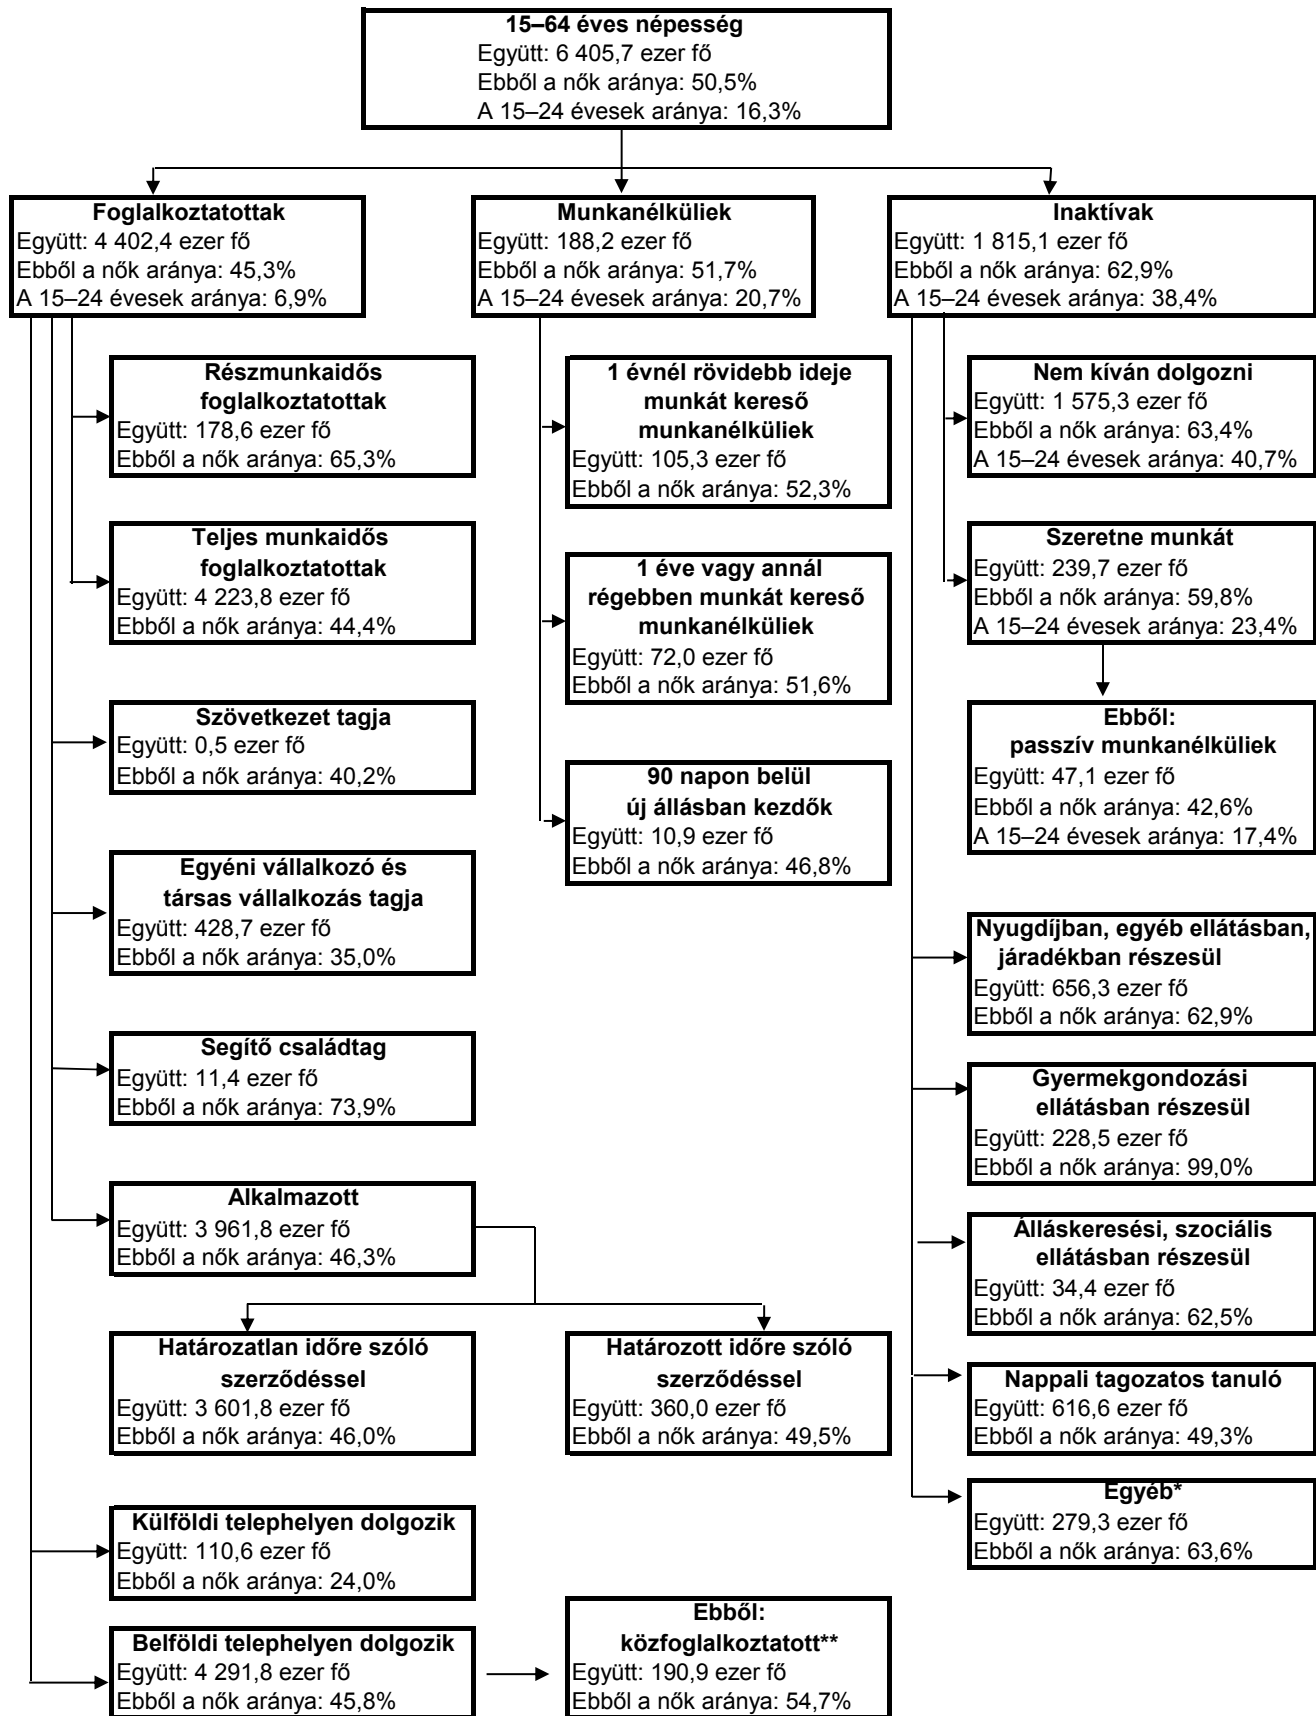 15–64 éves népesség
Együtt: 6 405,7 ezer fő
Ebből a nők aránya: 50,5%
A 15–24 évesek aránya: 16,3%
Foglalkoztatottak
Együtt: 4 402,4 ezer fő
Ebből a nők aránya: 45,3%
A 15–24 évesek aránya: 6,9%
Munkanélküliek
Együtt: 188,2 ezer fő
Ebből a nők aránya: 51,7%
A 15–24 évesek aránya: 20,7%
Inaktívak
Együtt: 1 815,1 ezer fő
Ebből a nők aránya: 62,9%
A 15–24 évesek aránya: 38,4%
Részmunkaidős
foglalkoztatottak
Együtt: 178,6 ezer fő
Ebből a nők aránya: 65,3%
Teljes munkaidős
foglalkoztatottak
Együtt: 4 223,8 ezer fő
Ebből a nők aránya: 44,4%
Szövetkezet tagja
Együtt: 0,5 ezer fő
Ebből a nők aránya: 40,2%
Egyéni vállalkozó és
társas vállalkozás tagja
Együtt: 428,7 ezer fő
Ebből a nők aránya: 35,0%
Segítő családtag
Együtt: 11,4 ezer fő
Ebből a nők aránya: 73,9%
Alkalmazott
Együtt: 3 961,8 ezer fő
Ebből a nők aránya: 46,3%
Határozatlan időre szóló
szerződéssel
Együtt: 3 601,8 ezer fő
Ebből a nők aránya: 46,0%
Határozott időre szóló
szerződéssel
Együtt: 360,0 ezer fő
Ebből a nők aránya: 49,5%
Külföldi telephelyen dolgozik
Együtt: 110,6 ezer fő
Ebből a nők aránya: 24,0%
Belföldi telephelyen dolgozik
Együtt: 4 291,8 ezer fő
Ebből a nők aránya: 45,8%
Ebből:
közfoglalkoztatott**
Együtt: 190,9 ezer fő
Ebből a nők aránya: 54,7%
1 évnél rövidebb ideje
munkát kereső
munkanélküliek
Együtt: 105,3 ezer fő
Ebből a nők aránya: 52,3%
1 éve vagy annál
régebben munkát kereső
munkanélküliek
Együtt: 72,0 ezer fő
Ebből a nők aránya: 51,6%
90 napon belül
új állásban kezdők
Együtt: 10,9 ezer fő
Ebből a nők aránya: 46,8%
Nem kíván dolgozni
Együtt: 1 575,3 ezer fő
Ebből a nők aránya: 63,4%
A 15–24 évesek aránya: 40,7%
Szeretne munkát
Együtt: 239,7 ezer fő
Ebből a nők aránya: 59,8%
A 15–24 évesek aránya: 23,4%
Ebből:
passzív munkanélküliek
Együtt: 47,1 ezer fő
Ebből a nők aránya: 42,6%
A 15–24 évesek aránya: 17,4%
Nyugdíjban, egyéb ellátásban,
járadékban részesül
Együtt: 656,3 ezer fő
Ebből a nők aránya: 62,9%
Gyermekgondozási
ellátásban részesül
Együtt: 228,5 ezer fő
Ebből a nők aránya: 99,0%
Álláskeresési, szociális
ellátásban részesül
Együtt: 34,4 ezer fő
Ebből a nők aránya: 62,5%
Nappali tagozatos tanuló
Együtt: 616,6 ezer fő
Ebből a nők aránya: 49,3%
Egyéb*
Együtt: 279,3 ezer fő
Ebből a nők aránya: 63,6%